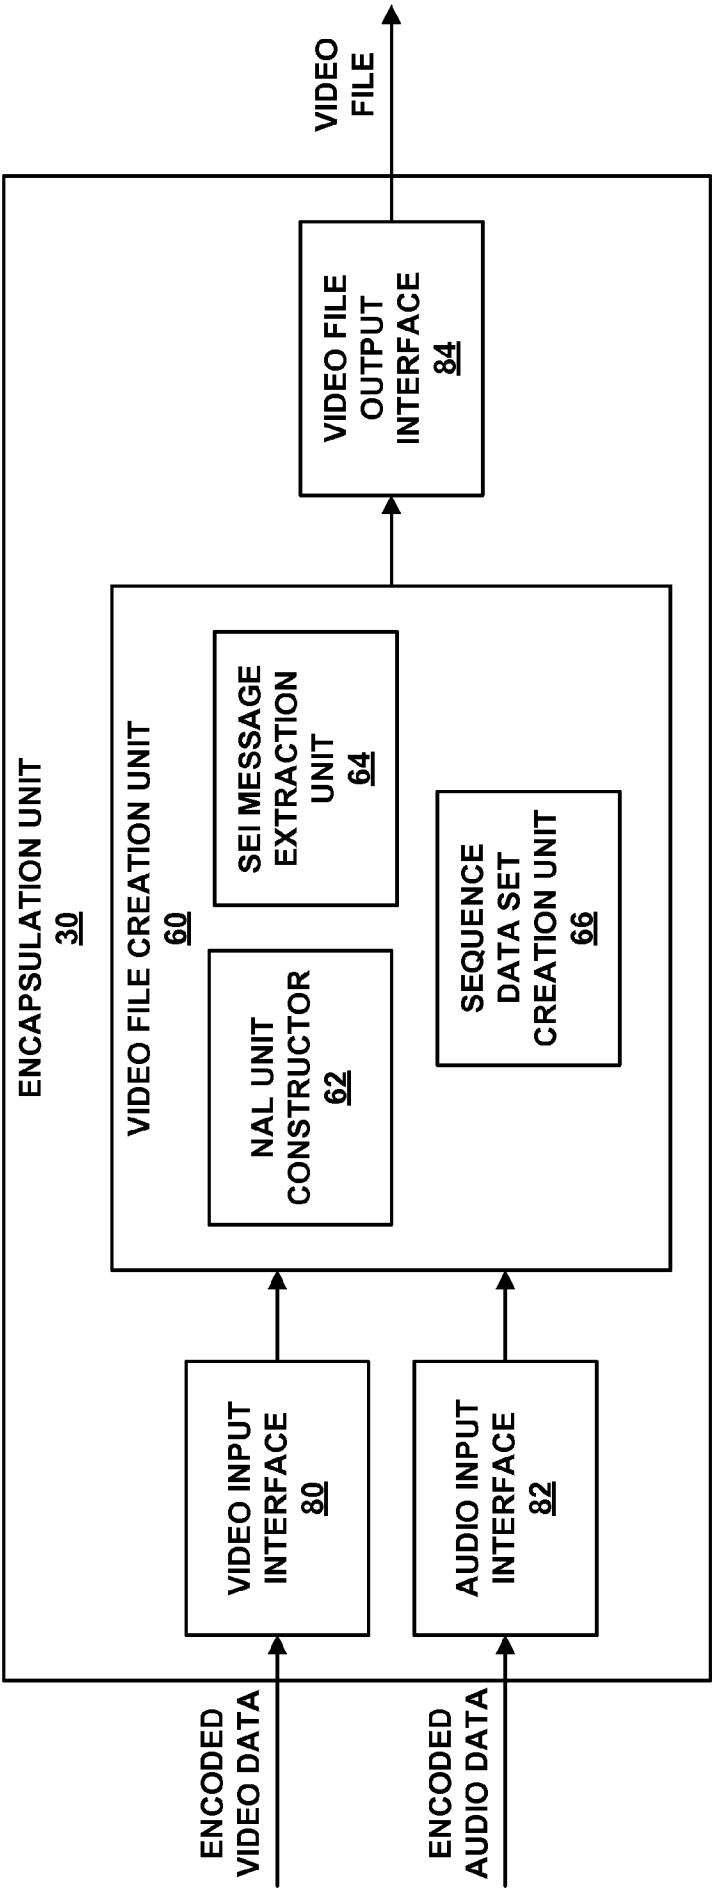 ENCAPSULATION UNIT
30
VIDEO FILE CREATION UNIT
60
ENCODED
VIDEO DATA
VIDEO INPUT
INTERFACE
80
NAL UNIT
CONSTRUCTOR
62
SEI MESSAGE
EXTRACTION
UNIT
64
VIDEO FILE
OUTPUT
INTERFACE
84
VIDEO
FILE
ENCODED
AUDIO DATA
AUDIO INPUT
INTERFACE
82
SEQUENCE
DATA SET
CREATION UNIT
66